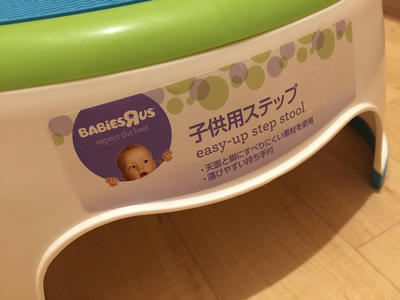 BABIESRUS
expect the best
子供用ステップ
easy-up step stool
・天面と脚にすべりにくい素材を使用
・運びやすい持ち手付